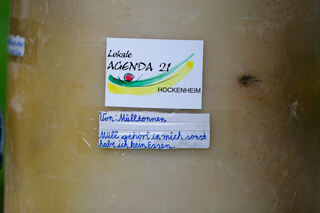 Lokale
AGENDA 21
HOCKENHEIM
Von: Mülltonnen
Müll gehört in mich sonst
habe ich kein Essen.